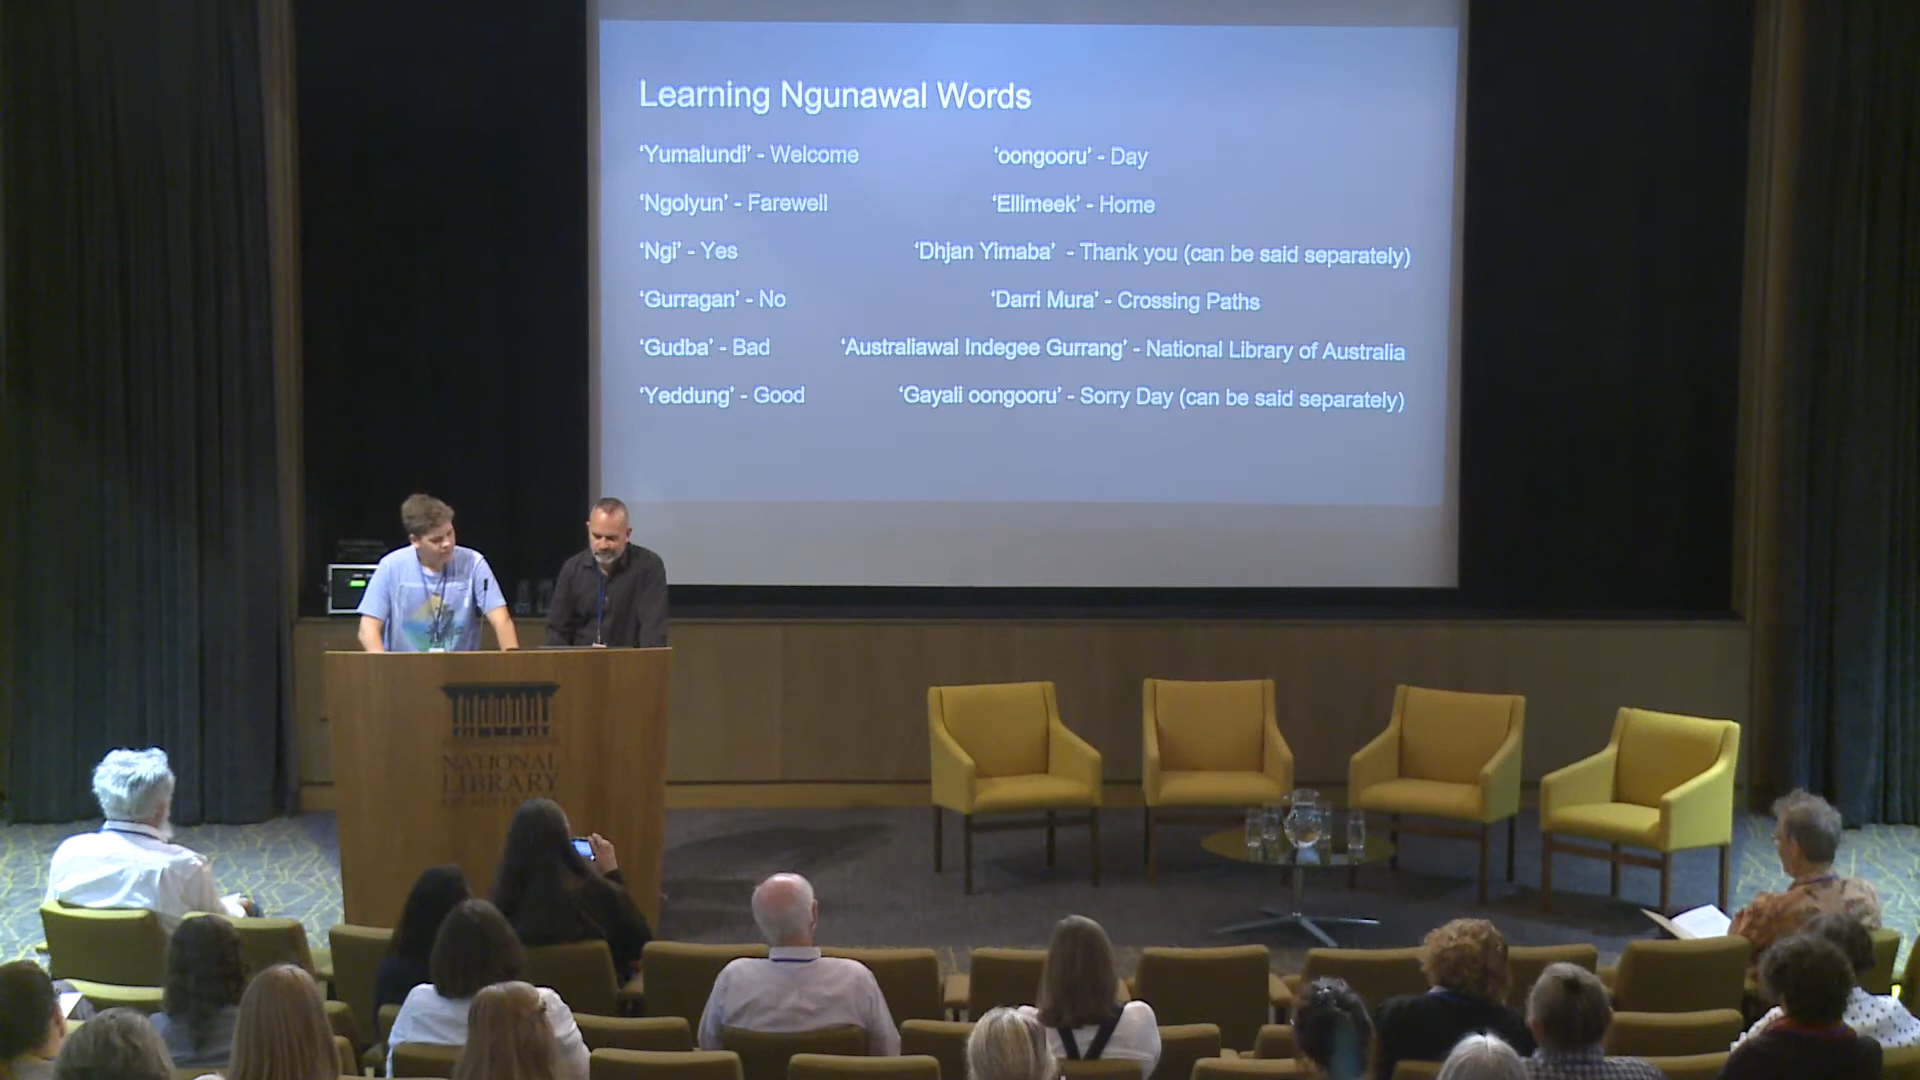 Learning Ngunawal Words
‘Yumalundi’ - Welcome
‘oongooru’ - Day
‘Ngolyun’ - Farewell
‘Ellimeek’ - Home
‘Ngi’ - Yes
‘Dhjan Yimaba’ - Thank you (can be said separately)
‘Gurragan’ - No
‘Darri Mura’ - Crossing Paths
‘Gudba’ - Bad
‘Australiawal Indegee Gurrang’ - National Library of Australia
‘Yeddung’ - Good
‘Gayali oongooru’ - Sorry Day (can be said separately)
NATIONAL
LIBRARY